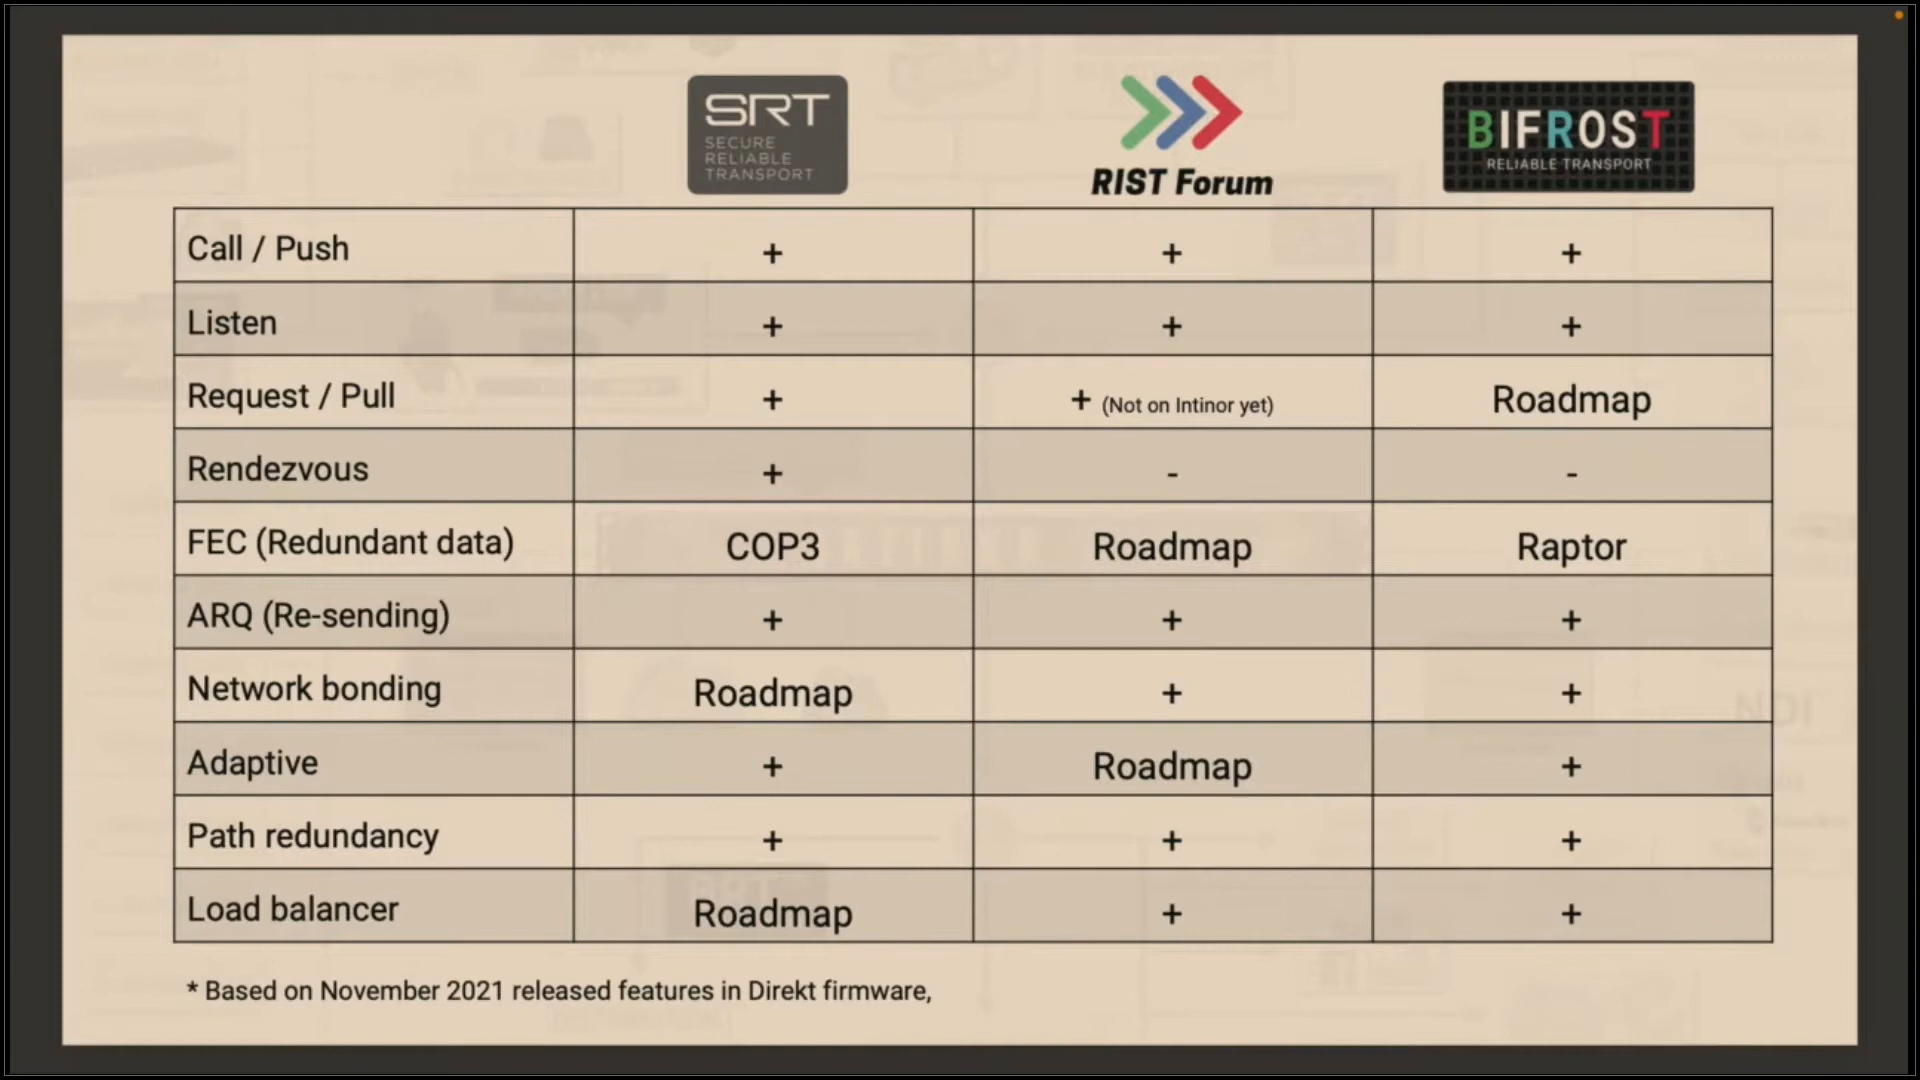 SRT
SECURE
RELIABLE
TRANSPORT
RIST Forum
BIFROST
RELIABLE TRANSPORT
Call / Push + + +
Listen + + +
Request / Pull + + (Not on Intinor yet) Roadmap
Rendezvous + - -
FEC (Redundant data) COP3 Roadmap Raptor
ARQ (Re-sending) + + +
Network bonding Roadmap + +
Adaptive + Roadmap +
Path redundancy + + +
Load balancer Roadmap + +
NDI
* Based on November 2021 released features in Direkt firmware,